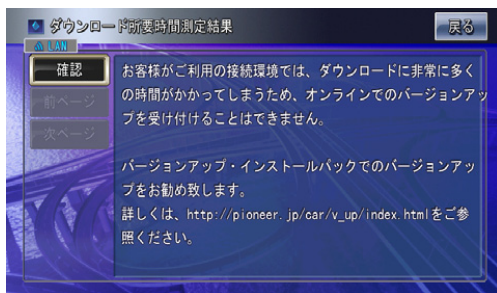 ダウンロード所要時間測定結果
戻る
LAN
確認
前ページ
次ページ
お客様がご利用の接続環境では、ダウンロードに非常に多く
の時間がかかってしまうため、オンラインでのバージョンアッ
プを受け付けることはできません。
バージョンアップ・インストールパックでのバージョンアッ
プをお勧め致します。
詳しくは、http://pioneer.jp/car/v_up/index.htmlをご参
照ください。